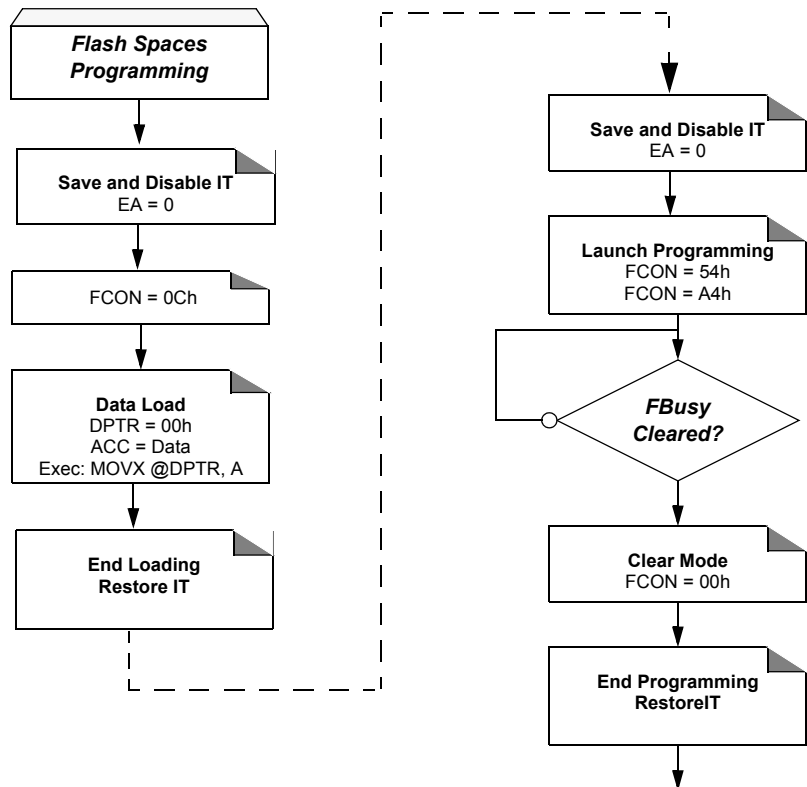 Flash Spaces
Programming
Save and Disable IT
EA = 0
FCON = 0Ch
Data Load
DPTR = 00h
ACC = Data
Exec: MOVX @DPTR, A
End Loading
Restore IT
Save and Disable IT
EA = 0
Launch Programming
FCON = 54h
FCON = A4h
FBusy
Cleared?
Clear Mode
FCON = 00h
End Programming
RestoreIT